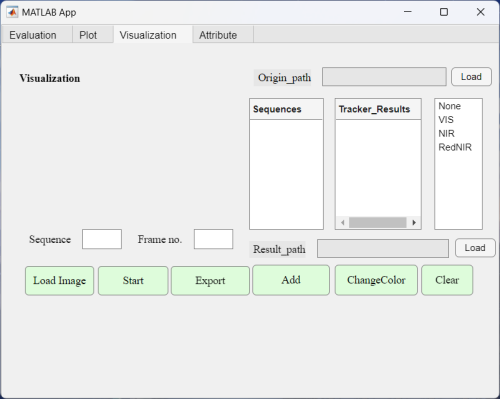 MATLAB App
Evaluation Plot Visualization Attribute
Visualization Origin_path Load
Sequences Tracker_Results None
VIS
NIR
RedNIR
Sequence Frame no. Result_path Load
Load Image Start Export Add ChangeColor Clear